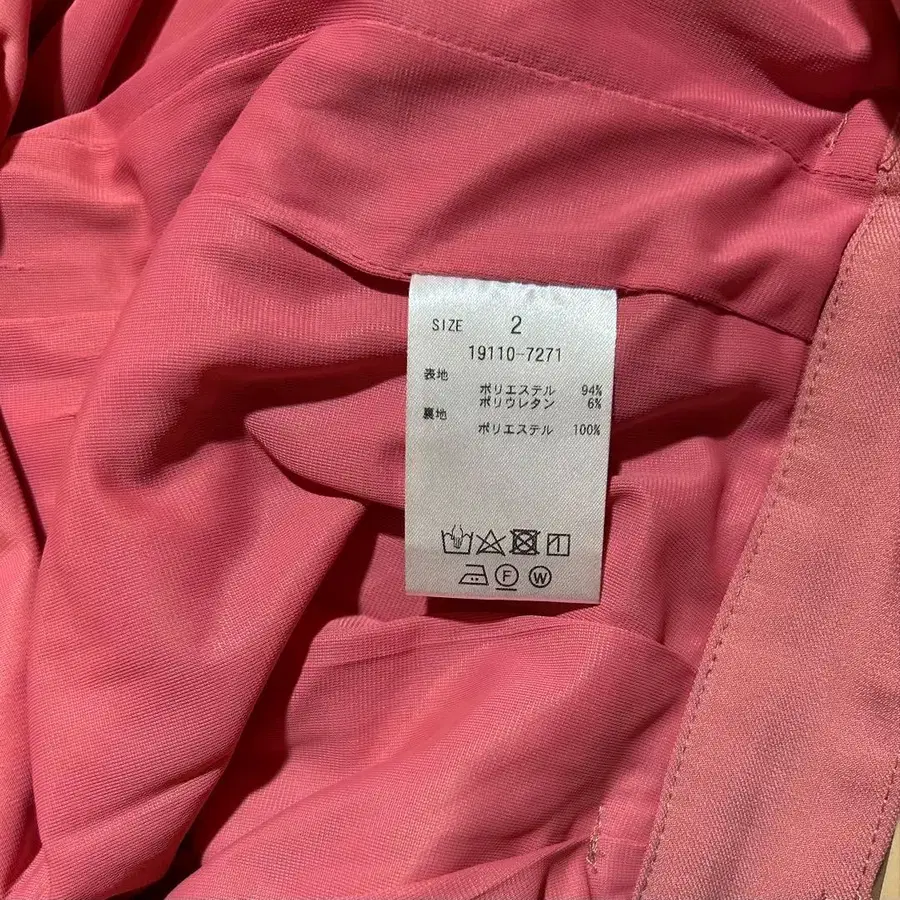 SIZE 2
19110-7271
表地
ポリエステル 94%
ポリウレタン 6%
裏地
ポリエステル 100%
F W